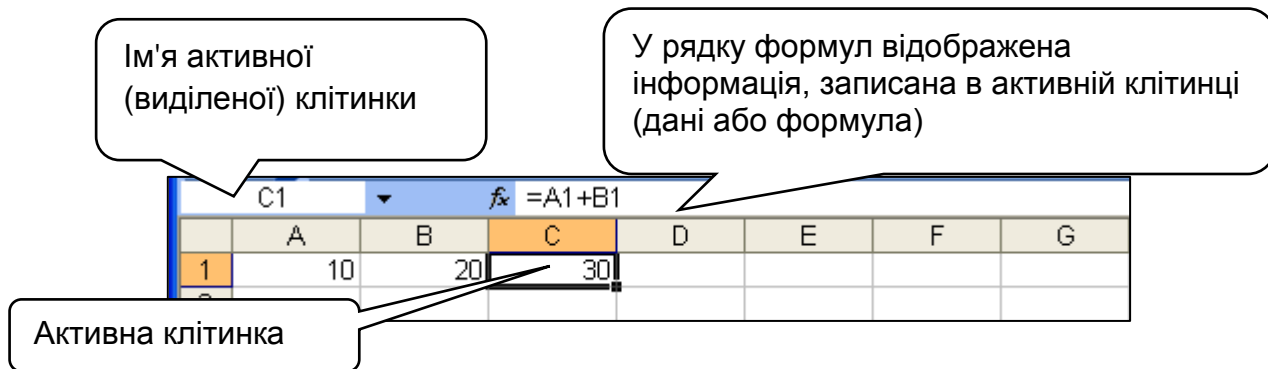 Ім'я активної
(виділеної) клітинки
У рядку формул відображена
інформація, записана в активній клітинці
(дані або формула)
C1 fx =A1+B1
A B C D E F G
1 10 20 30
Активна клітинка